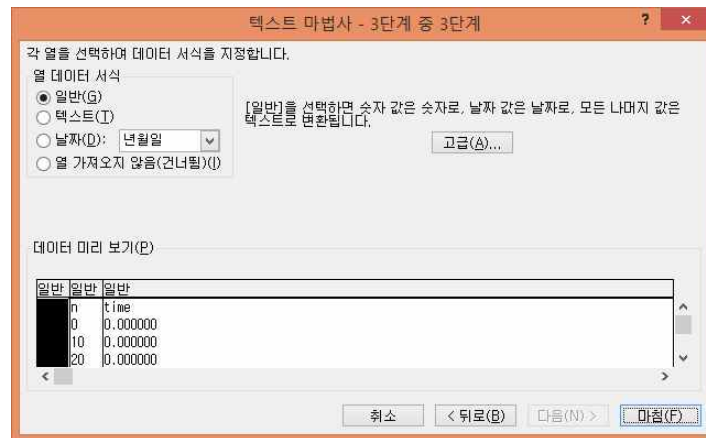 텍스트 마법사 - 3단계 중 3단계
? ×
각 열을 선택하여 데이터 서식을 지정합니다.
열 데이터 서식
일반(G)
텍스트(T)
날짜(D): 년월일
열 가져오지 않음(건너뜀)(I)
[일반]을 선택하면 숫자 값은 숫자로, 날짜 값은 날짜로, 모든 나머지 값은
텍스트로 변환됩니다.
고급(A)...
데이터 미리 보기(P)
일반 일반 일반
n time
0 0.000000
10 0.000000
20 0.000000
취소 < 뒤로(B) 다음(N) > 마침(F)